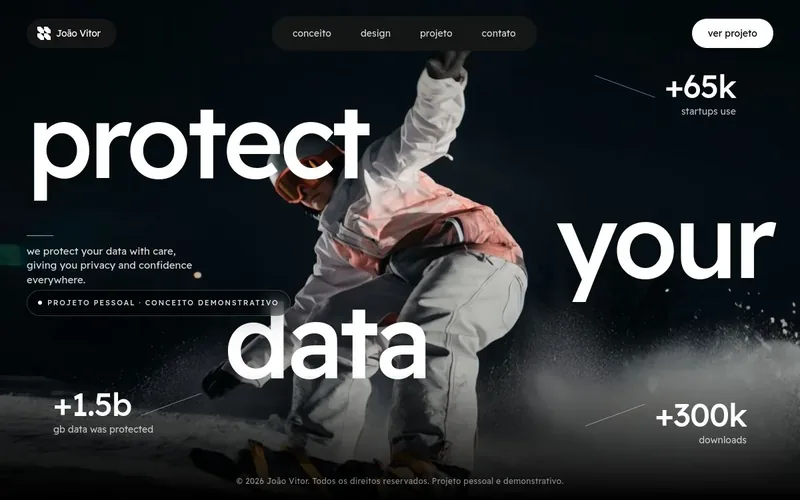 João Vitor
conceito
design
projeto
contato
ver projeto
+65k
startups use
protect
your
we protect your data with care,
giving you privacy and confidence
everywhere.
PROJETO PESSOAL · CONCEITO DEMONSTRATIVO
data
+1.5b
gb data was protected
+300k
downloads
© 2026 João Vitor. Todos os direitos reservados. Projeto pessoal e demonstrativo.